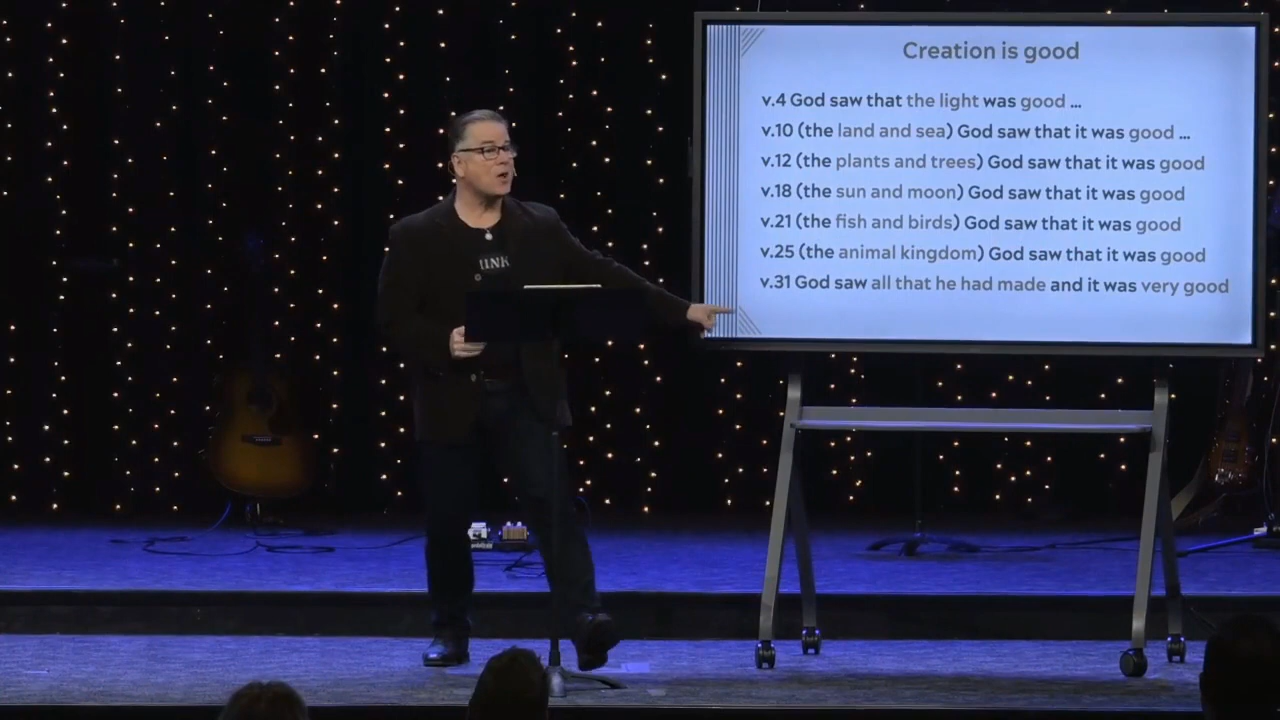 Creation is good
v.4 God saw that the light was good ...
v.10 (the land and sea) God saw that it was good ...
v.12 (the plants and trees) God saw that it was good
v.18 (the sun and moon) God saw that it was good
v.21 (the fish and birds) God saw that it was good
v.25 (the animal kingdom) God saw that it was good
v.31 God saw all that he had made and it was very good